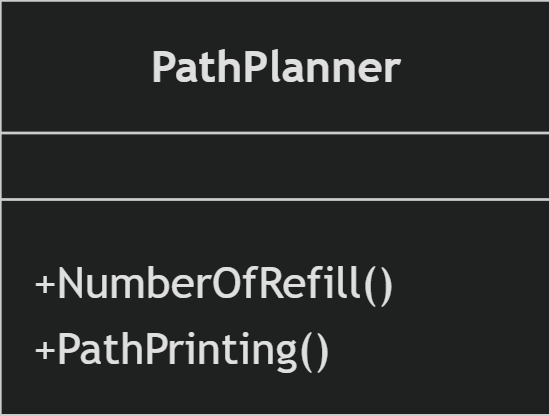 PathPlanner
+NumberOfRefill()
+PathPrinting()